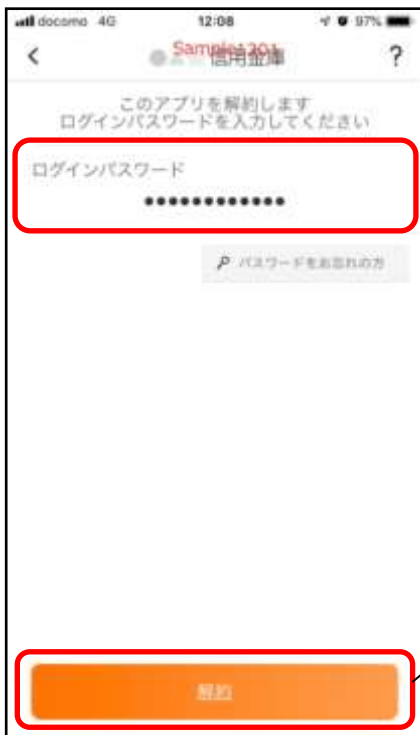 docomo 4G 12:08 97%
Sample1201
信用金庫 ?
このアプリを解約します
ログインパスワードを入力してください
ログインパスワード
••••••••••••
パスワードをお忘れの方
解約